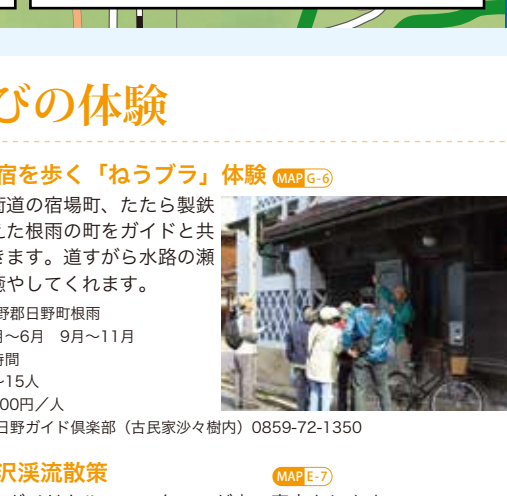 びの体験
宿を歩く「ねうブラ」体験 MAP G-6
街道の宿場町、たたら製鉄
えた根雨の町をガイドと共
きます。道すがら水路の瀬
癒やしてくれます。
野郡日野町根雨
月〜6月　9月〜11月
時間
〜15人
00円／人
日野ガイド倶楽部（古民家沙々樹内）0859-72-1350
沢渓流散策 MAP E-7